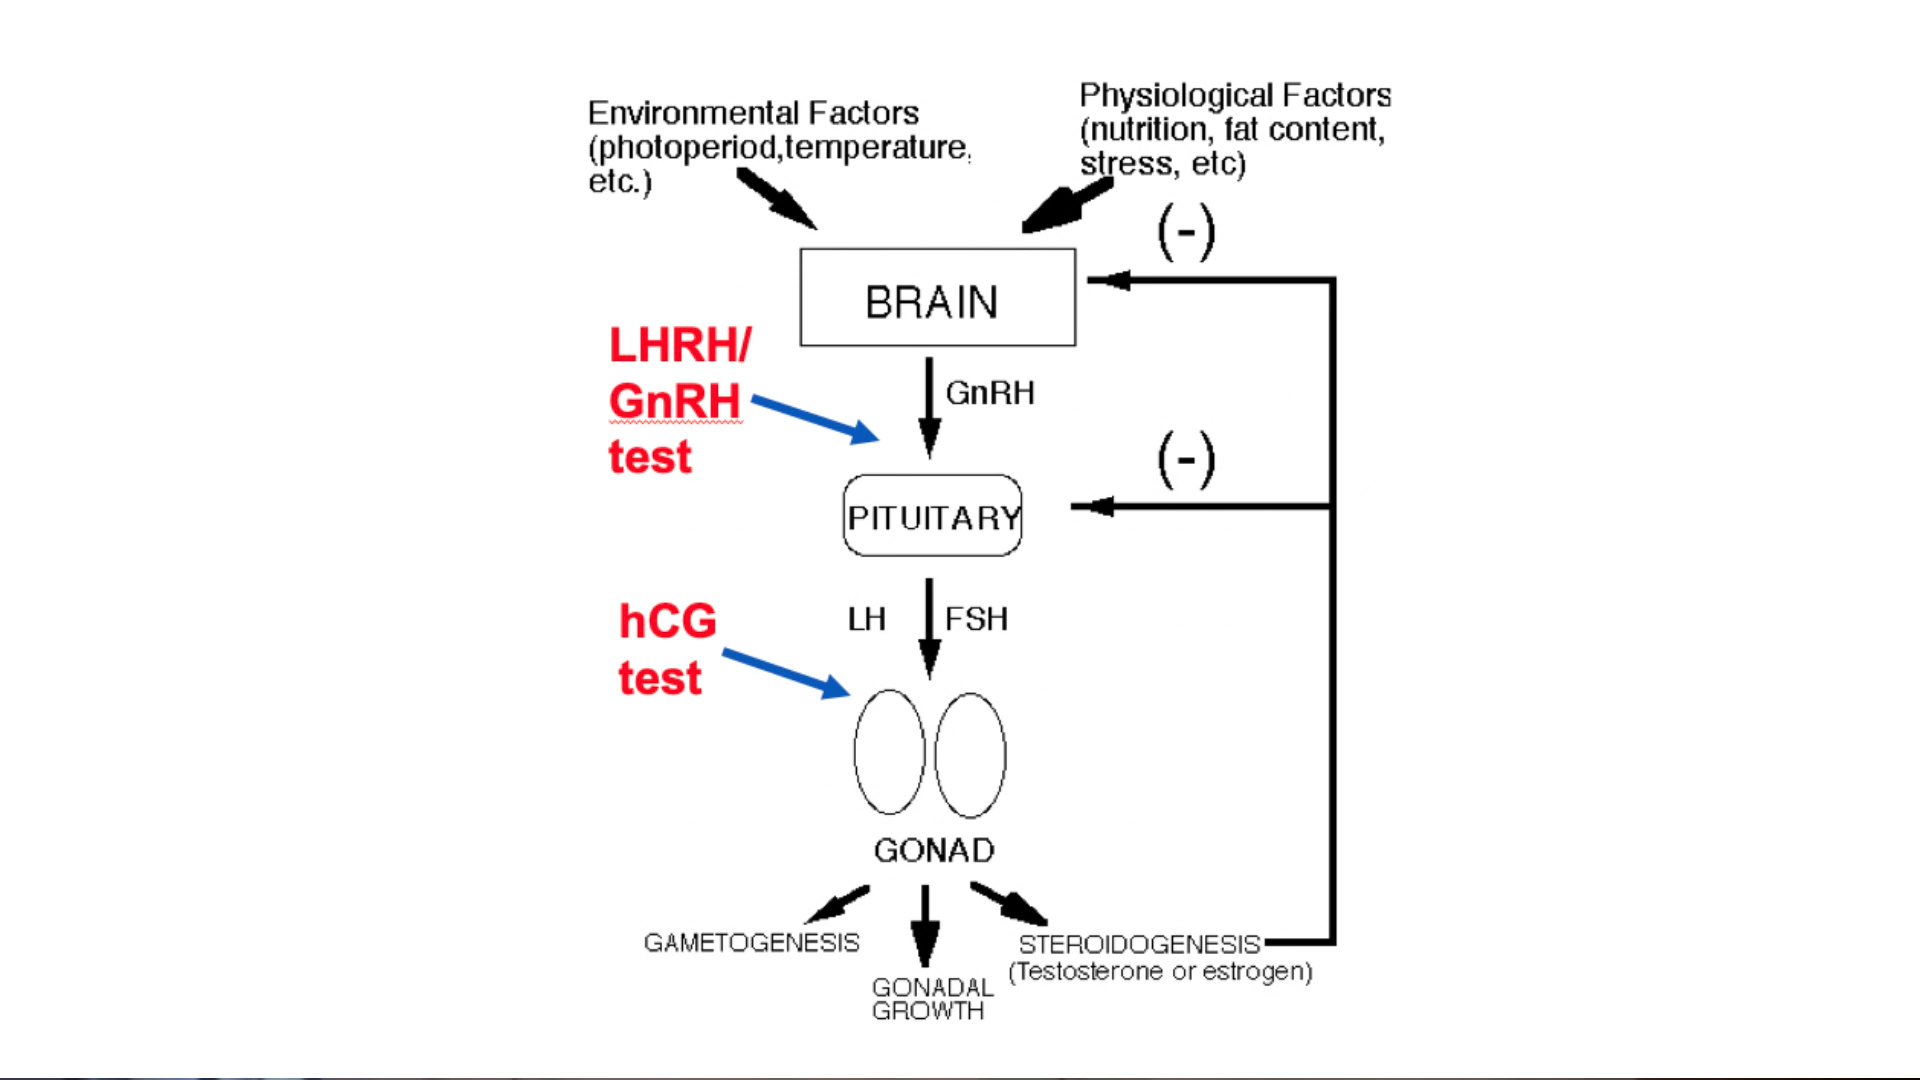 Environmental Factors
(photoperiod,temperature,
etc.)
Physiological Factors
(nutrition, fat content,
stress, etc)
(-)
BRAIN
LHRH/
GnRH
test
GnRH
(-)
PITUITARY
hCG
test
LH
FSH
GONAD
GAMETOGENESIS
GONADAL
GROWTH
STEROIDOGENESIS
(Testosterone or estrogen)